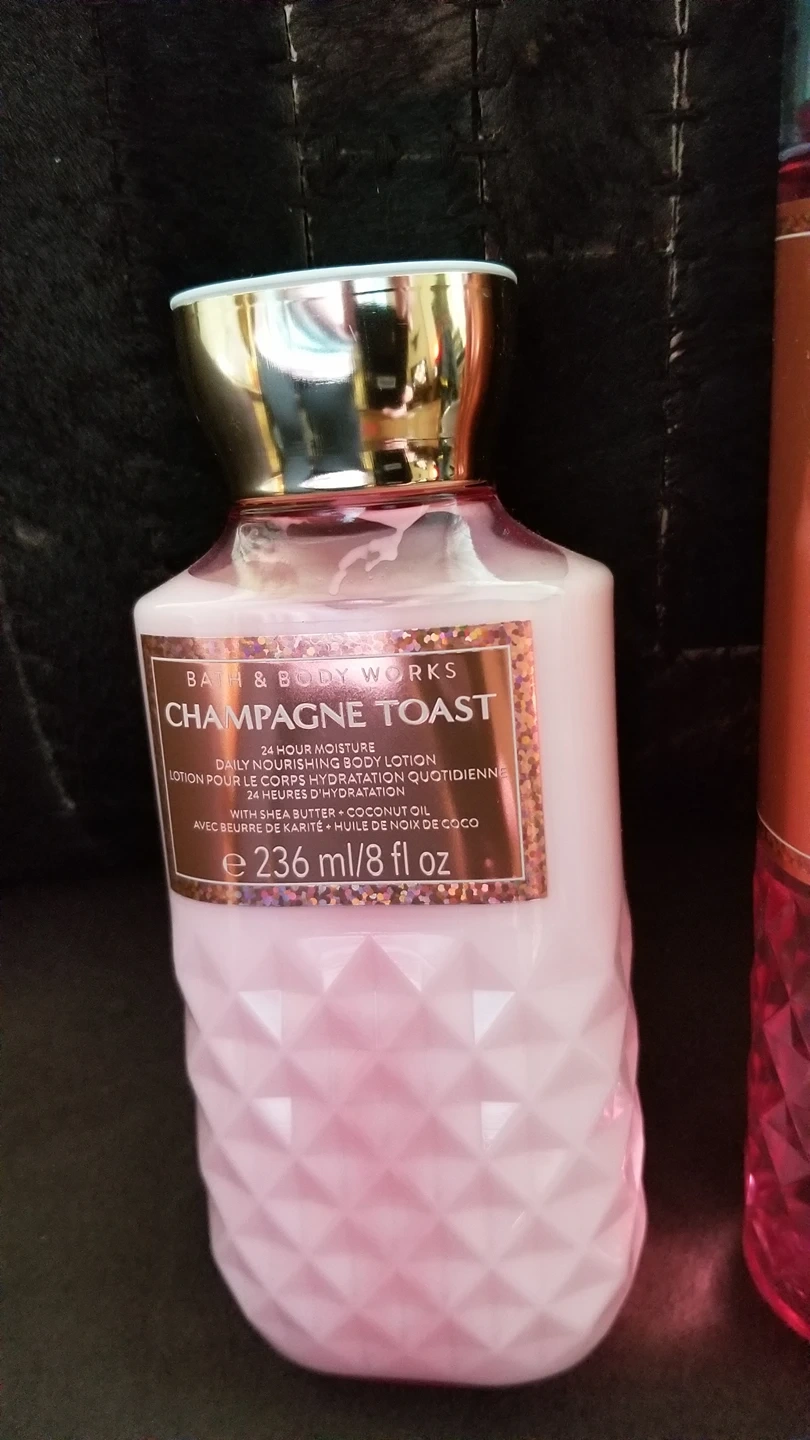 BATH & BODY WORKS
CHAMPAGNE TOAST
24 HOUR MOISTURE
DAILY NOURISHING BODY LOTION
LOTION POUR LE CORPS HYDRATATION QUOTIDIENNE
24 HEURES D'HYDRATATION
WITH SHEA BUTTER + COCONUT OIL
AVEC BEURRE DE KARITÉ + HUILE DE NOIX DE COCO
℮ 236 ml/8 fl oz